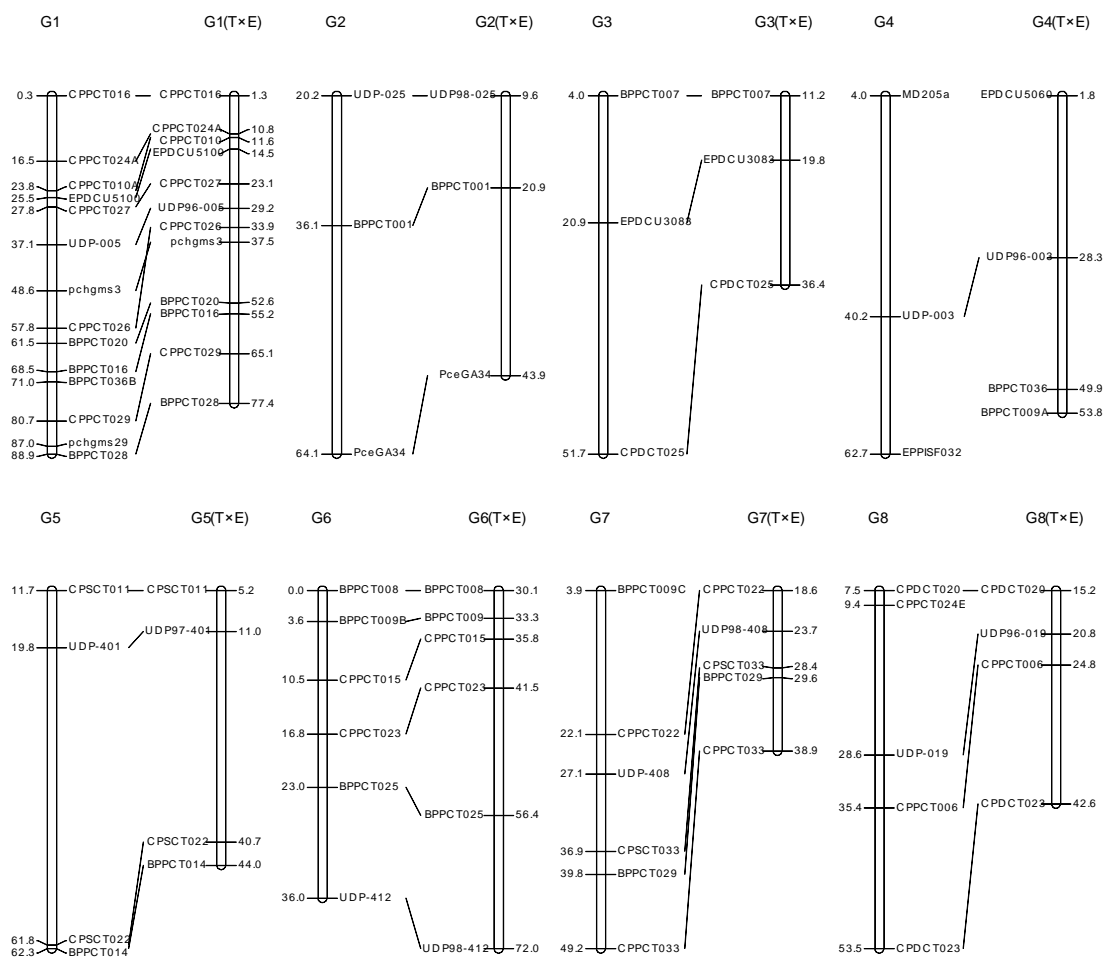 G1 G1(T×E) G2 G2(T×E) G3 G3(T×E) G4 G4(T×E)
0.3 CPPCT016 CPPCT016 1.3
16.5 CPPCT024A CPPCT024A 10.8
23.8 CPPCT010A CPPCT010 11.6
25.5 EPDCU5100 EPDCU5100 14.5
27.8 CPPCT027 CPPCT027 23.1
37.1 UDP-005 UDP96-005 29.2
48.6 pchgms3 CPPCT026 33.9
57.8 CPPCT026 pchgms3 37.5
61.5 BPPCT020 BPPCT020 52.6
68.5 BPPCT016 BPPCT016 55.2
71.0 BPPCT036B
80.7 CPPCT029 CPPCT029 65.1
87.0 pchgms29
88.9 BPPCT028 BPPCT028 77.4
20.2 UDP-025 UDP98-025 9.6
36.1 BPPCT001 BPPCT001 20.9
64.1 PceGA34 PceGA34 43.9
4.0 BPPCT007 BPPCT007 11.2
20.9 EPDCU3083 EPDCU3083 19.8
51.7 CPDCT025 CPDCT025 36.4
4.0 MD205a EPDCU5060 1.8
40.2 UDP-003 UDP96-003 28.3
BPPCT036 49.9
BPPCT009A 53.8
62.7 EPPISF032
G5 G5(T×E) G6 G6(T×E) G7 G7(T×E) G8 G8(T×E)
11.7 CPSCT011 CPSCT011 5.2
19.8 UDP-401 UDP97-401 11.0
61.8 CPSCT022 CPSCT022 40.7
62.3 BPPCT014 BPPCT014 44.0
0.0 BPPCT008 BPPCT008 30.1
3.6 BPPCT009B BPPCT009 33.3
10.5 CPPCT015 CPPCT015 35.8
16.8 CPPCT023 CPPCT023 41.5
23.0 BPPCT025 BPPCT025 56.4
36.0 UDP-412 UDP98-412 72.0
3.9 BPPCT009C
22.1 CPPCT022 CPPCT022 18.6
27.1 UDP-408 UDP98-408 23.7
36.9 CPSCT033 CPSCT033 28.4
39.8 BPPCT029 BPPCT029 29.6
49.2 CPPCT033 CPPCT033 38.9
7.5 CPDCT020 CPDCT020 15.2
9.4 CPPCT024E
28.6 UDP-019 UDP96-019 20.8
35.4 CPPCT006 CPPCT006 24.8
53.5 CPDCT023 CPDCT023 42.6